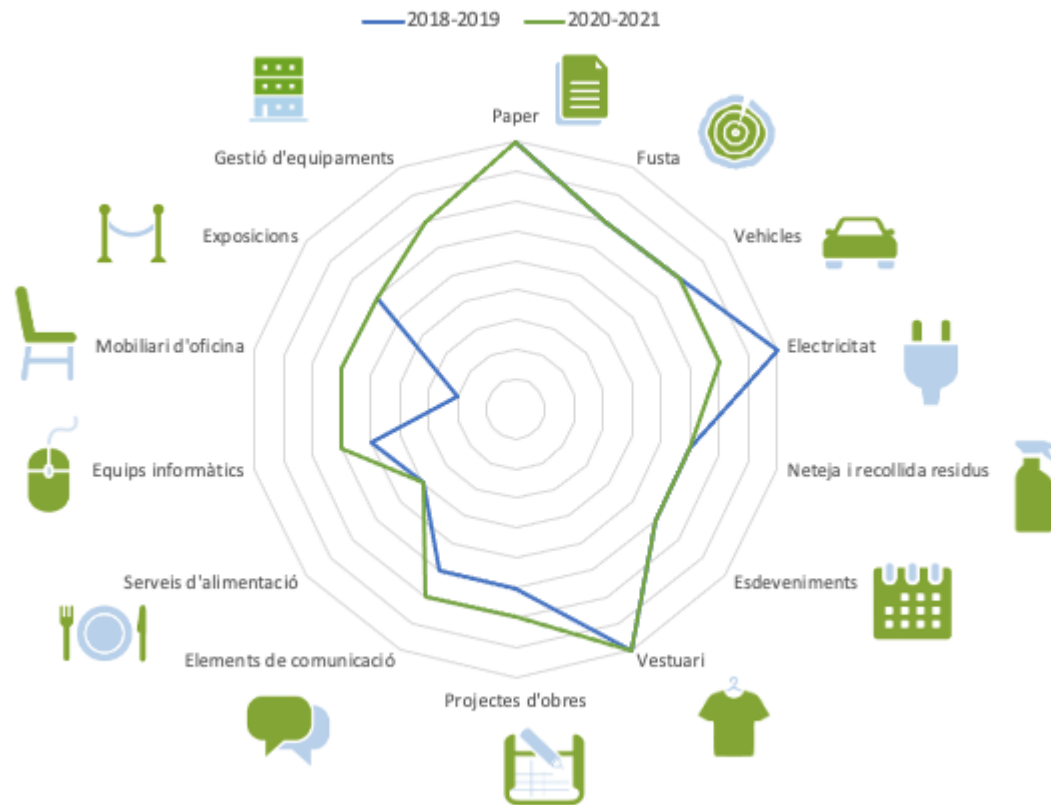 2018-2019 2020-2021
Paper
Gestió d'equipaments
Fusta
Exposicions
Vehicles
Mobiliari d'oficina
Electricitat
Equips informàtics
Neteja i recollida residus
Serveis d'alimentació
Esdeveniments
Elements de comunicació
Vestuari
Projectes d'obres